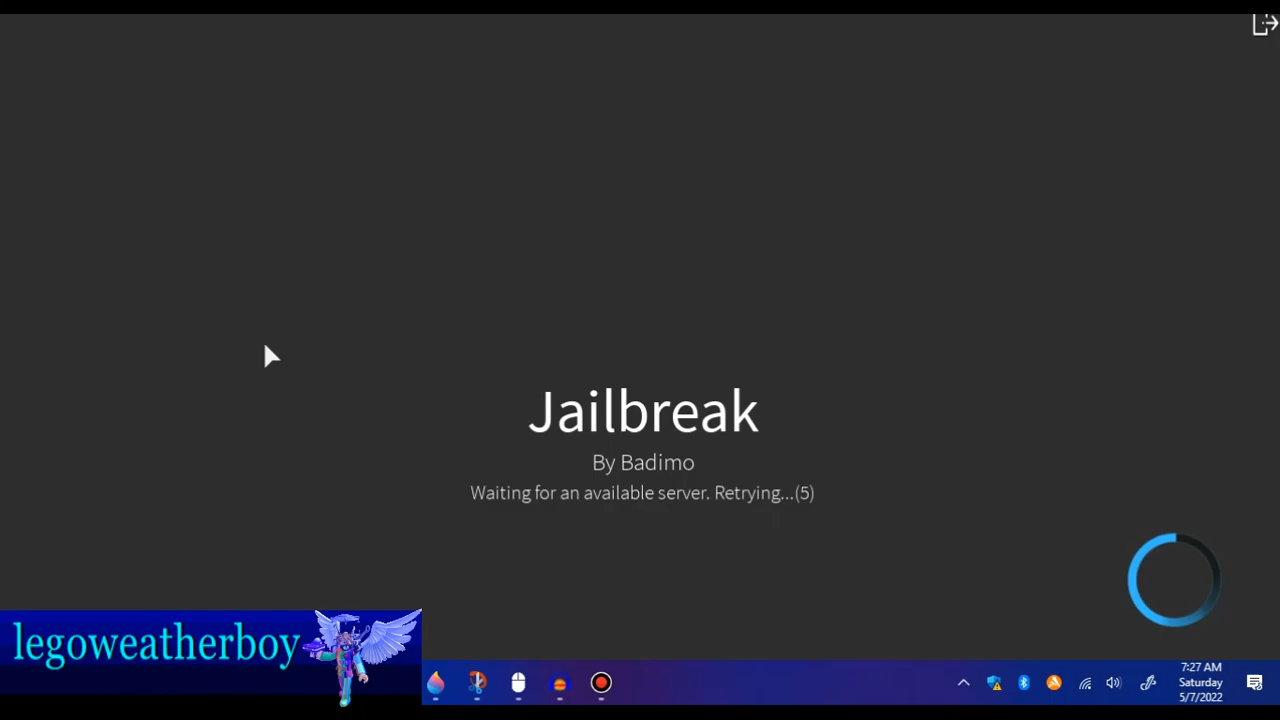 Jailbreak
By Badimo
Waiting for an available server. Retrying...(5)
legoweatherboy
7:27 AM
Saturday
5/7/2022